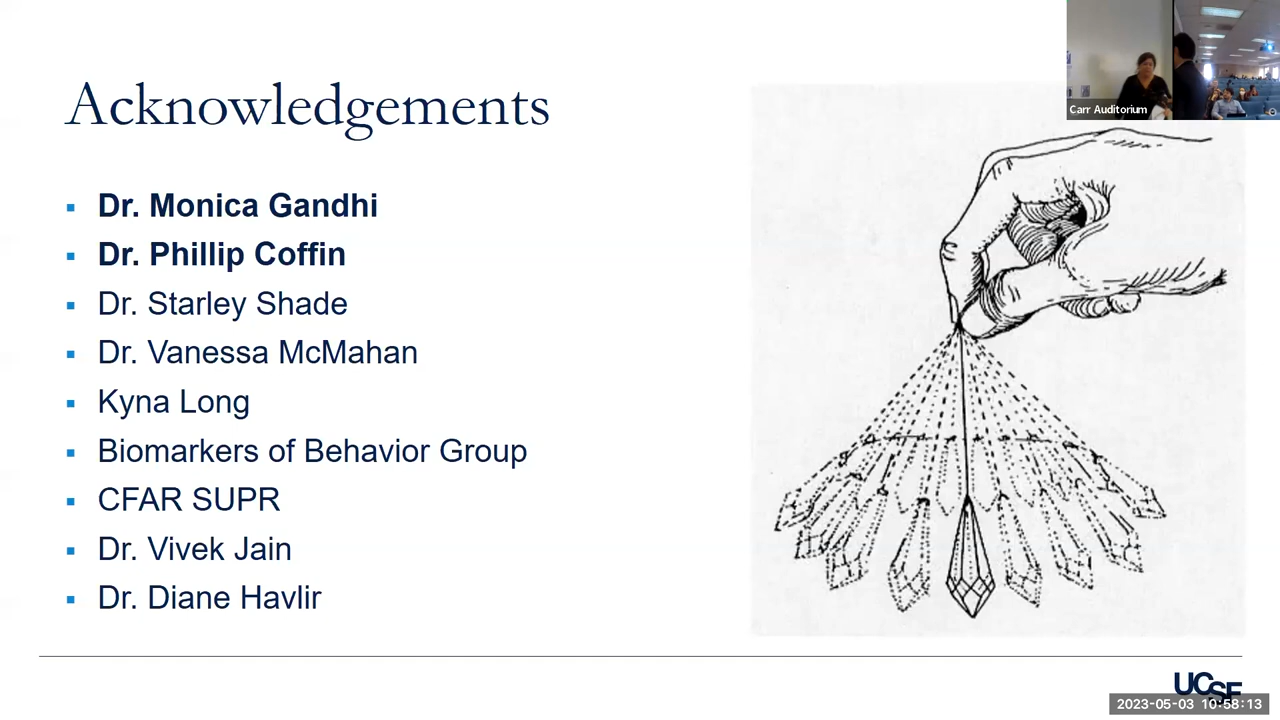 Acknowledgements
Carr Auditorium
Dr. Monica Gandhi
Dr. Phillip Coffin
Dr. Starley Shade
Dr. Vanessa McMahan
Kyna Long
Biomarkers of Behavior Group
CFAR SUPR
Dr. Vivek Jain
Dr. Diane Havlir
UCSF
2023-05-03 10:58:13